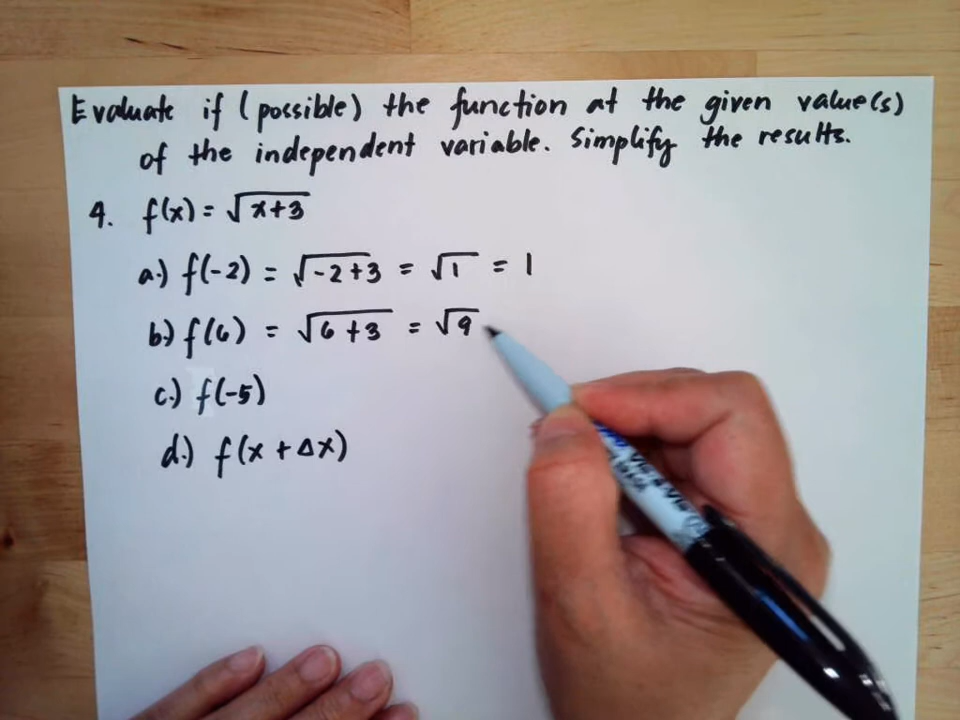 Evaluate if (possible) the function at the given value(s)
of the independent variable. Simplify the results.
4. f(x) = √x+3
a.) f(-2) = √-2+3 = √1 = 1
b.) f(6) = √6+3 = √9
c.) f(-5)
d.) f(x + Δx)